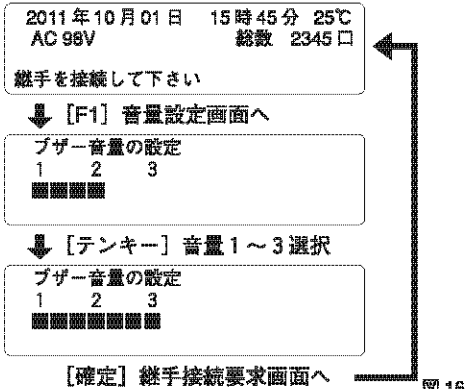 2011年10月01日 15時45分 25℃
AC 98V 総数 2345口
継手を接続して下さい
[F1] 音量設定画面へ
ブザー音量の設定
1 2 3
[テンキー] 音量1～3選択
ブザー音量の設定
1 2 3
[確定] 継手接続要求画面へ
図16